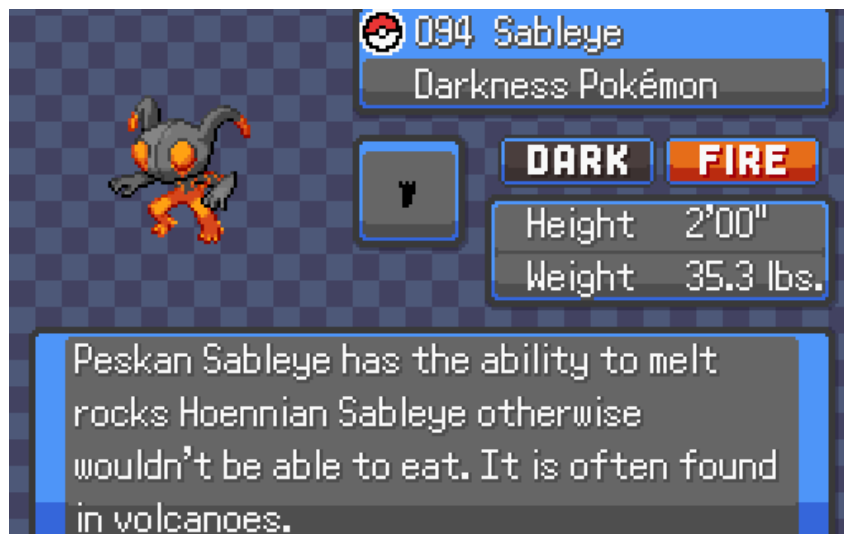 094 Sableye
Darkness Pokémon
DARK FIRE
Height 2'00"
Weight 35.3 lbs.
Peskan Sableye has the ability to melt
rocks Hoennian Sableye otherwise
wouldn't be able to eat. It is often found
in volcanoes.